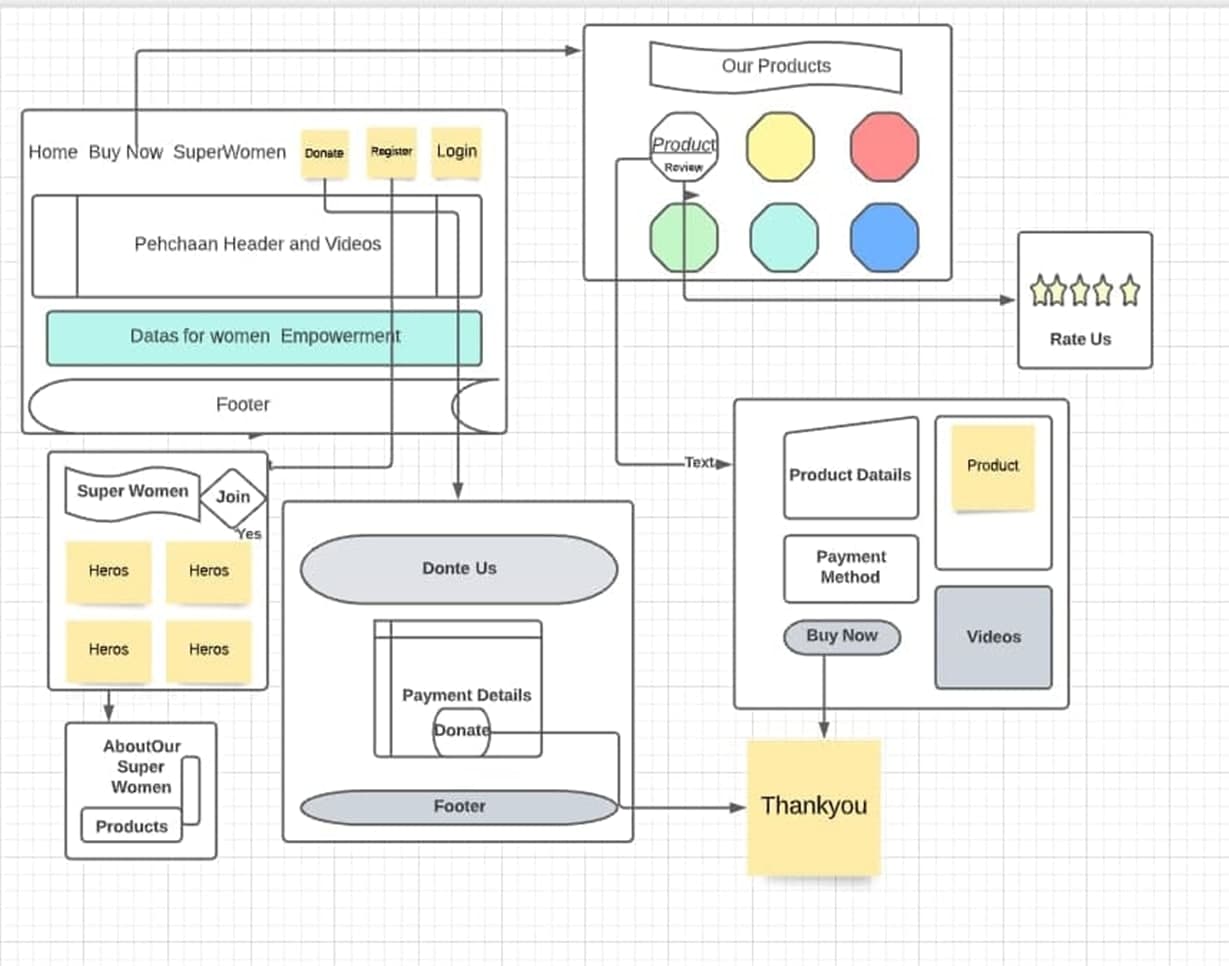 Our Products
Home Buy Now SuperWomen Donate Register Login
Product
Review
Pehchaan Header and Videos
Datas for women Empowerment
Rate Us
Footer
Text
Super Women
Join
Yes
Heros Heros
Heros Heros
AboutOur
Super
Women
Products
Donte Us
Payment Details
Donate
Footer
Product Datails
Product
Payment
Method
Buy Now
Videos
Thankyou